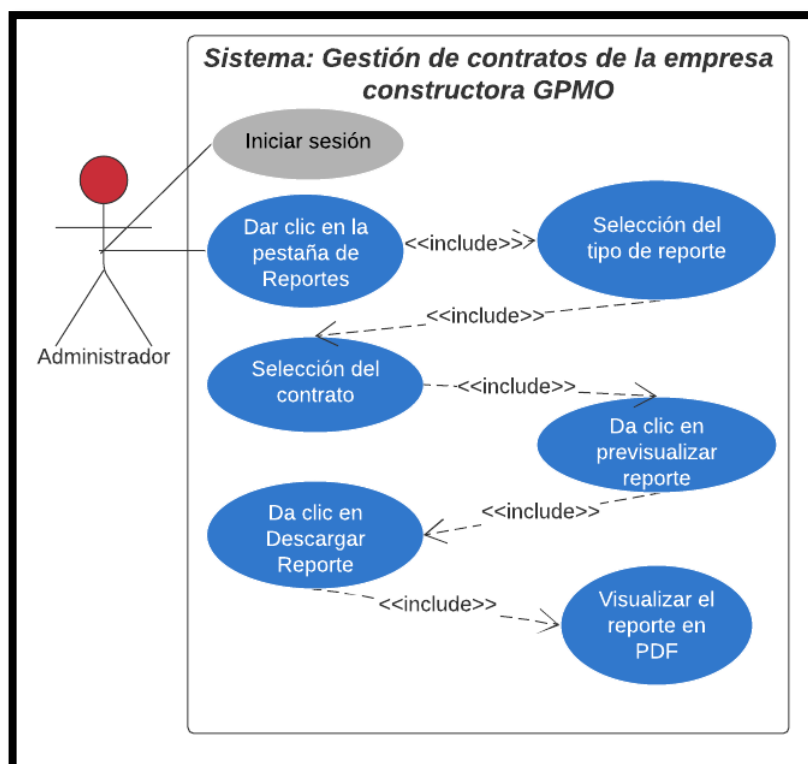 Sistema: Gestión de contratos de la empresa
constructora GPMO
Iniciar sesión
Administrador
Dar clic en la
pestaña de
Reportes
<<include>>
Selección del
tipo de reporte
<<include>>
Selección del
contrato
<<include>>
Da clic en
previsualizar
reporte
<<include>>
Da clic en
Descargar
Reporte
<<include>>
Visualizar el
reporte en
PDF